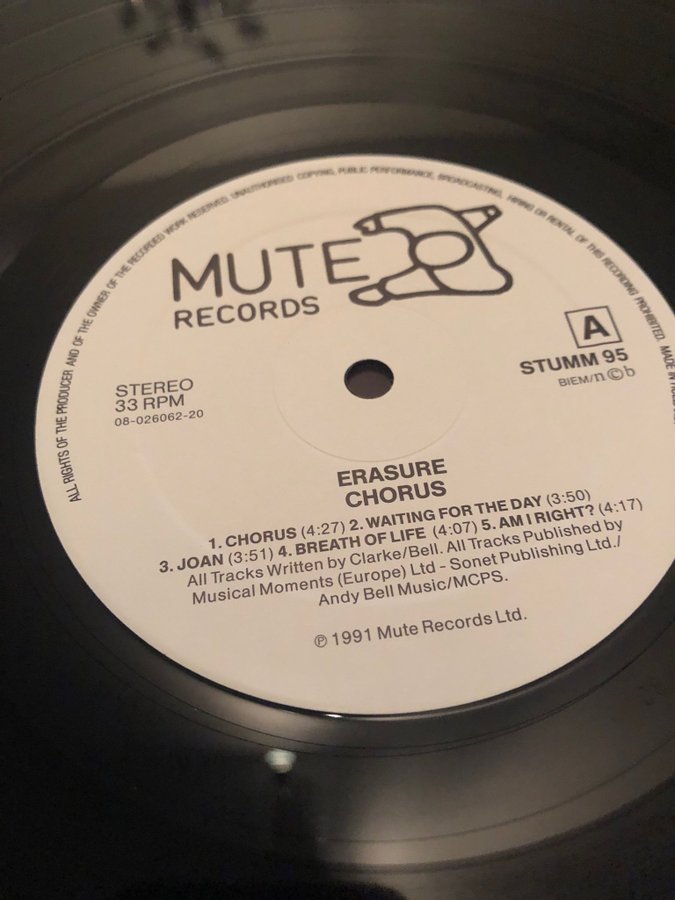 ALL RIGHTS OF THE PRODUCER AND OF THE OWNER OF THE RECORDED WORK RESERVED. UNAUTHORISED COPYING, PUBLIC PERFORMANCE, BROADCASTING, HIRING OR RENTAL OF THIS RECORDING PROHIBITED. MADE IN
MUTE
RECORDS
A
STUMM 95
BIEM/n©b
STEREO
33 RPM
08-026062-20
ERASURE
CHORUS
1. CHORUS (4:27) 2. WAITING FOR THE DAY (3:50)
3. JOAN (3:51) 4. BREATH OF LIFE (4:07) 5. AM I RIGHT? (4:17)
All Tracks Written by Clarke/Bell. All Tracks Published by
Musical Moments (Europe) Ltd - Sonet Publishing Ltd./
Andy Bell Music/MCPS.
℗ 1991 Mute Records Ltd.